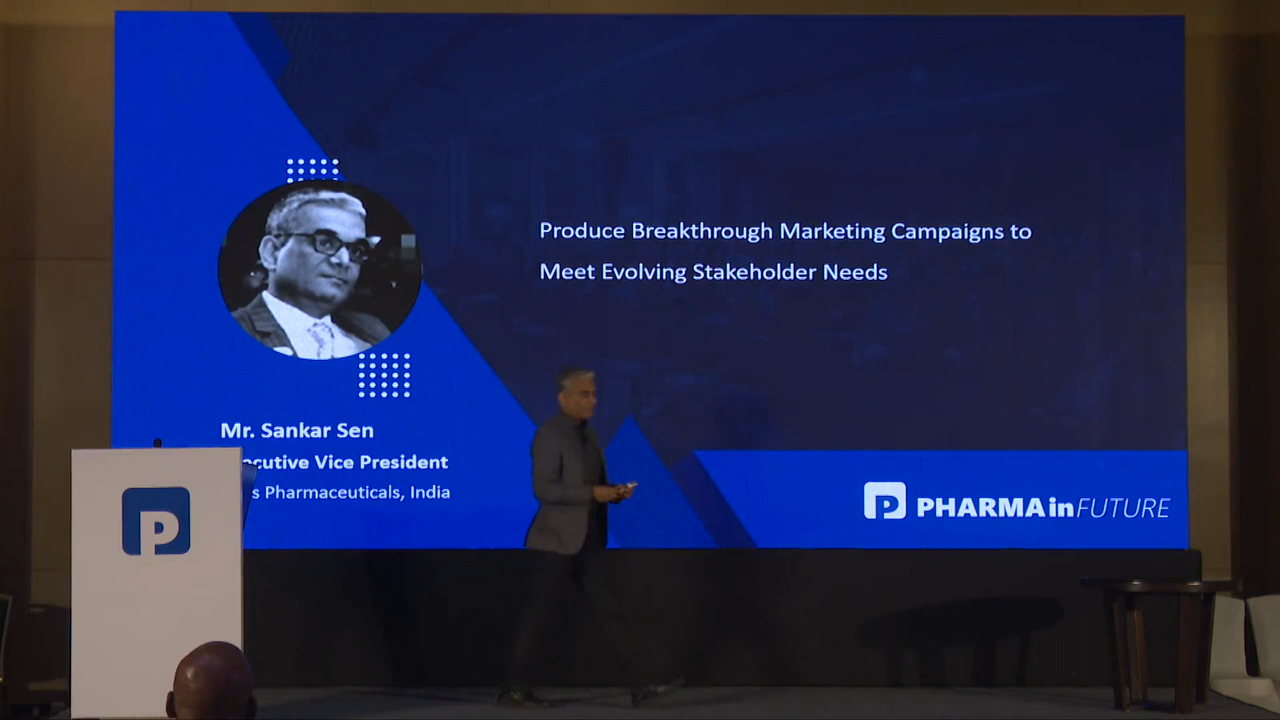 Produce Breakthrough Marketing Campaigns to
Meet Evolving Stakeholder Needs
Mr. Sankar Sen
Vice President
Pharmaceuticals, India
PHARMA in FUTURE
P